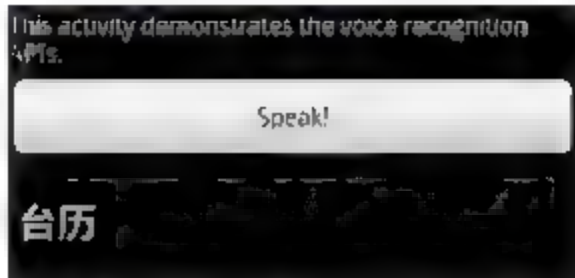 This activity demonstrates the voice recognition
APIs.
Speak!
台历